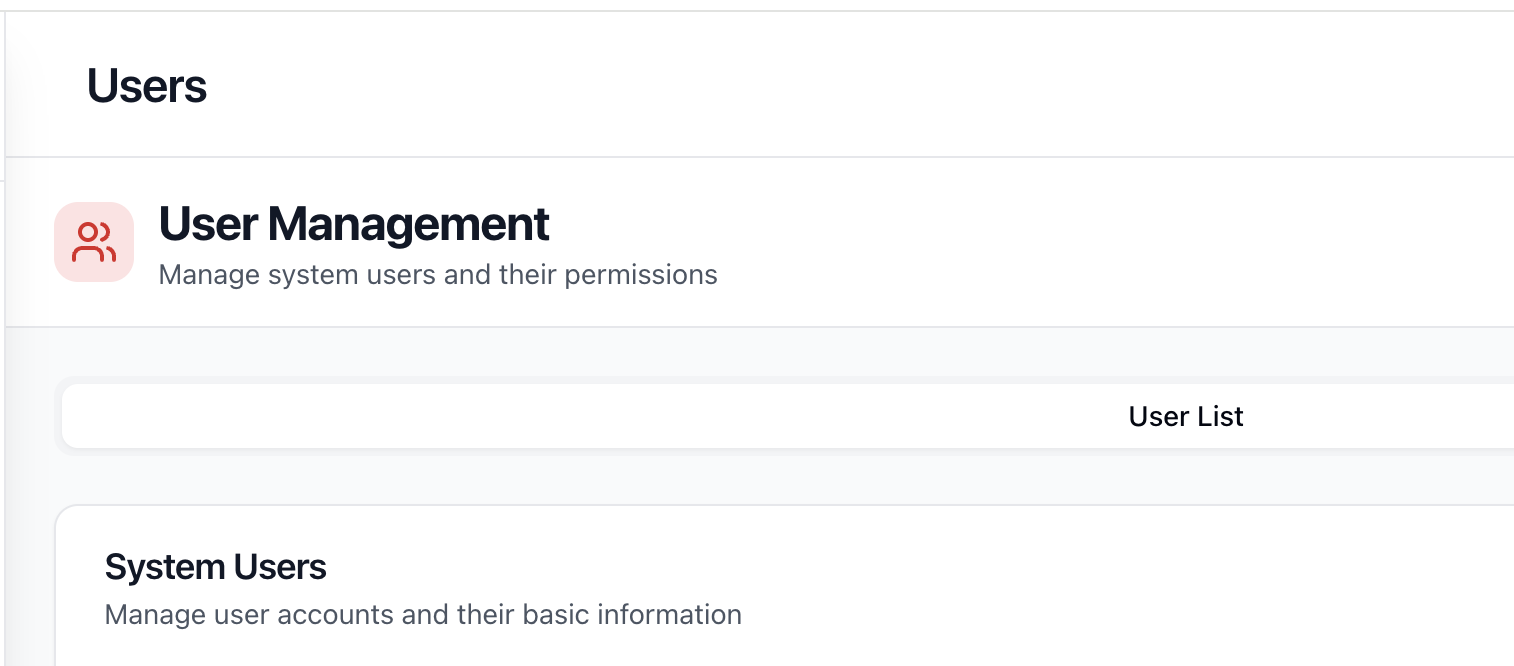 Users
User Management
Manage system users and their permissions
User List
System Users
Manage user accounts and their basic information